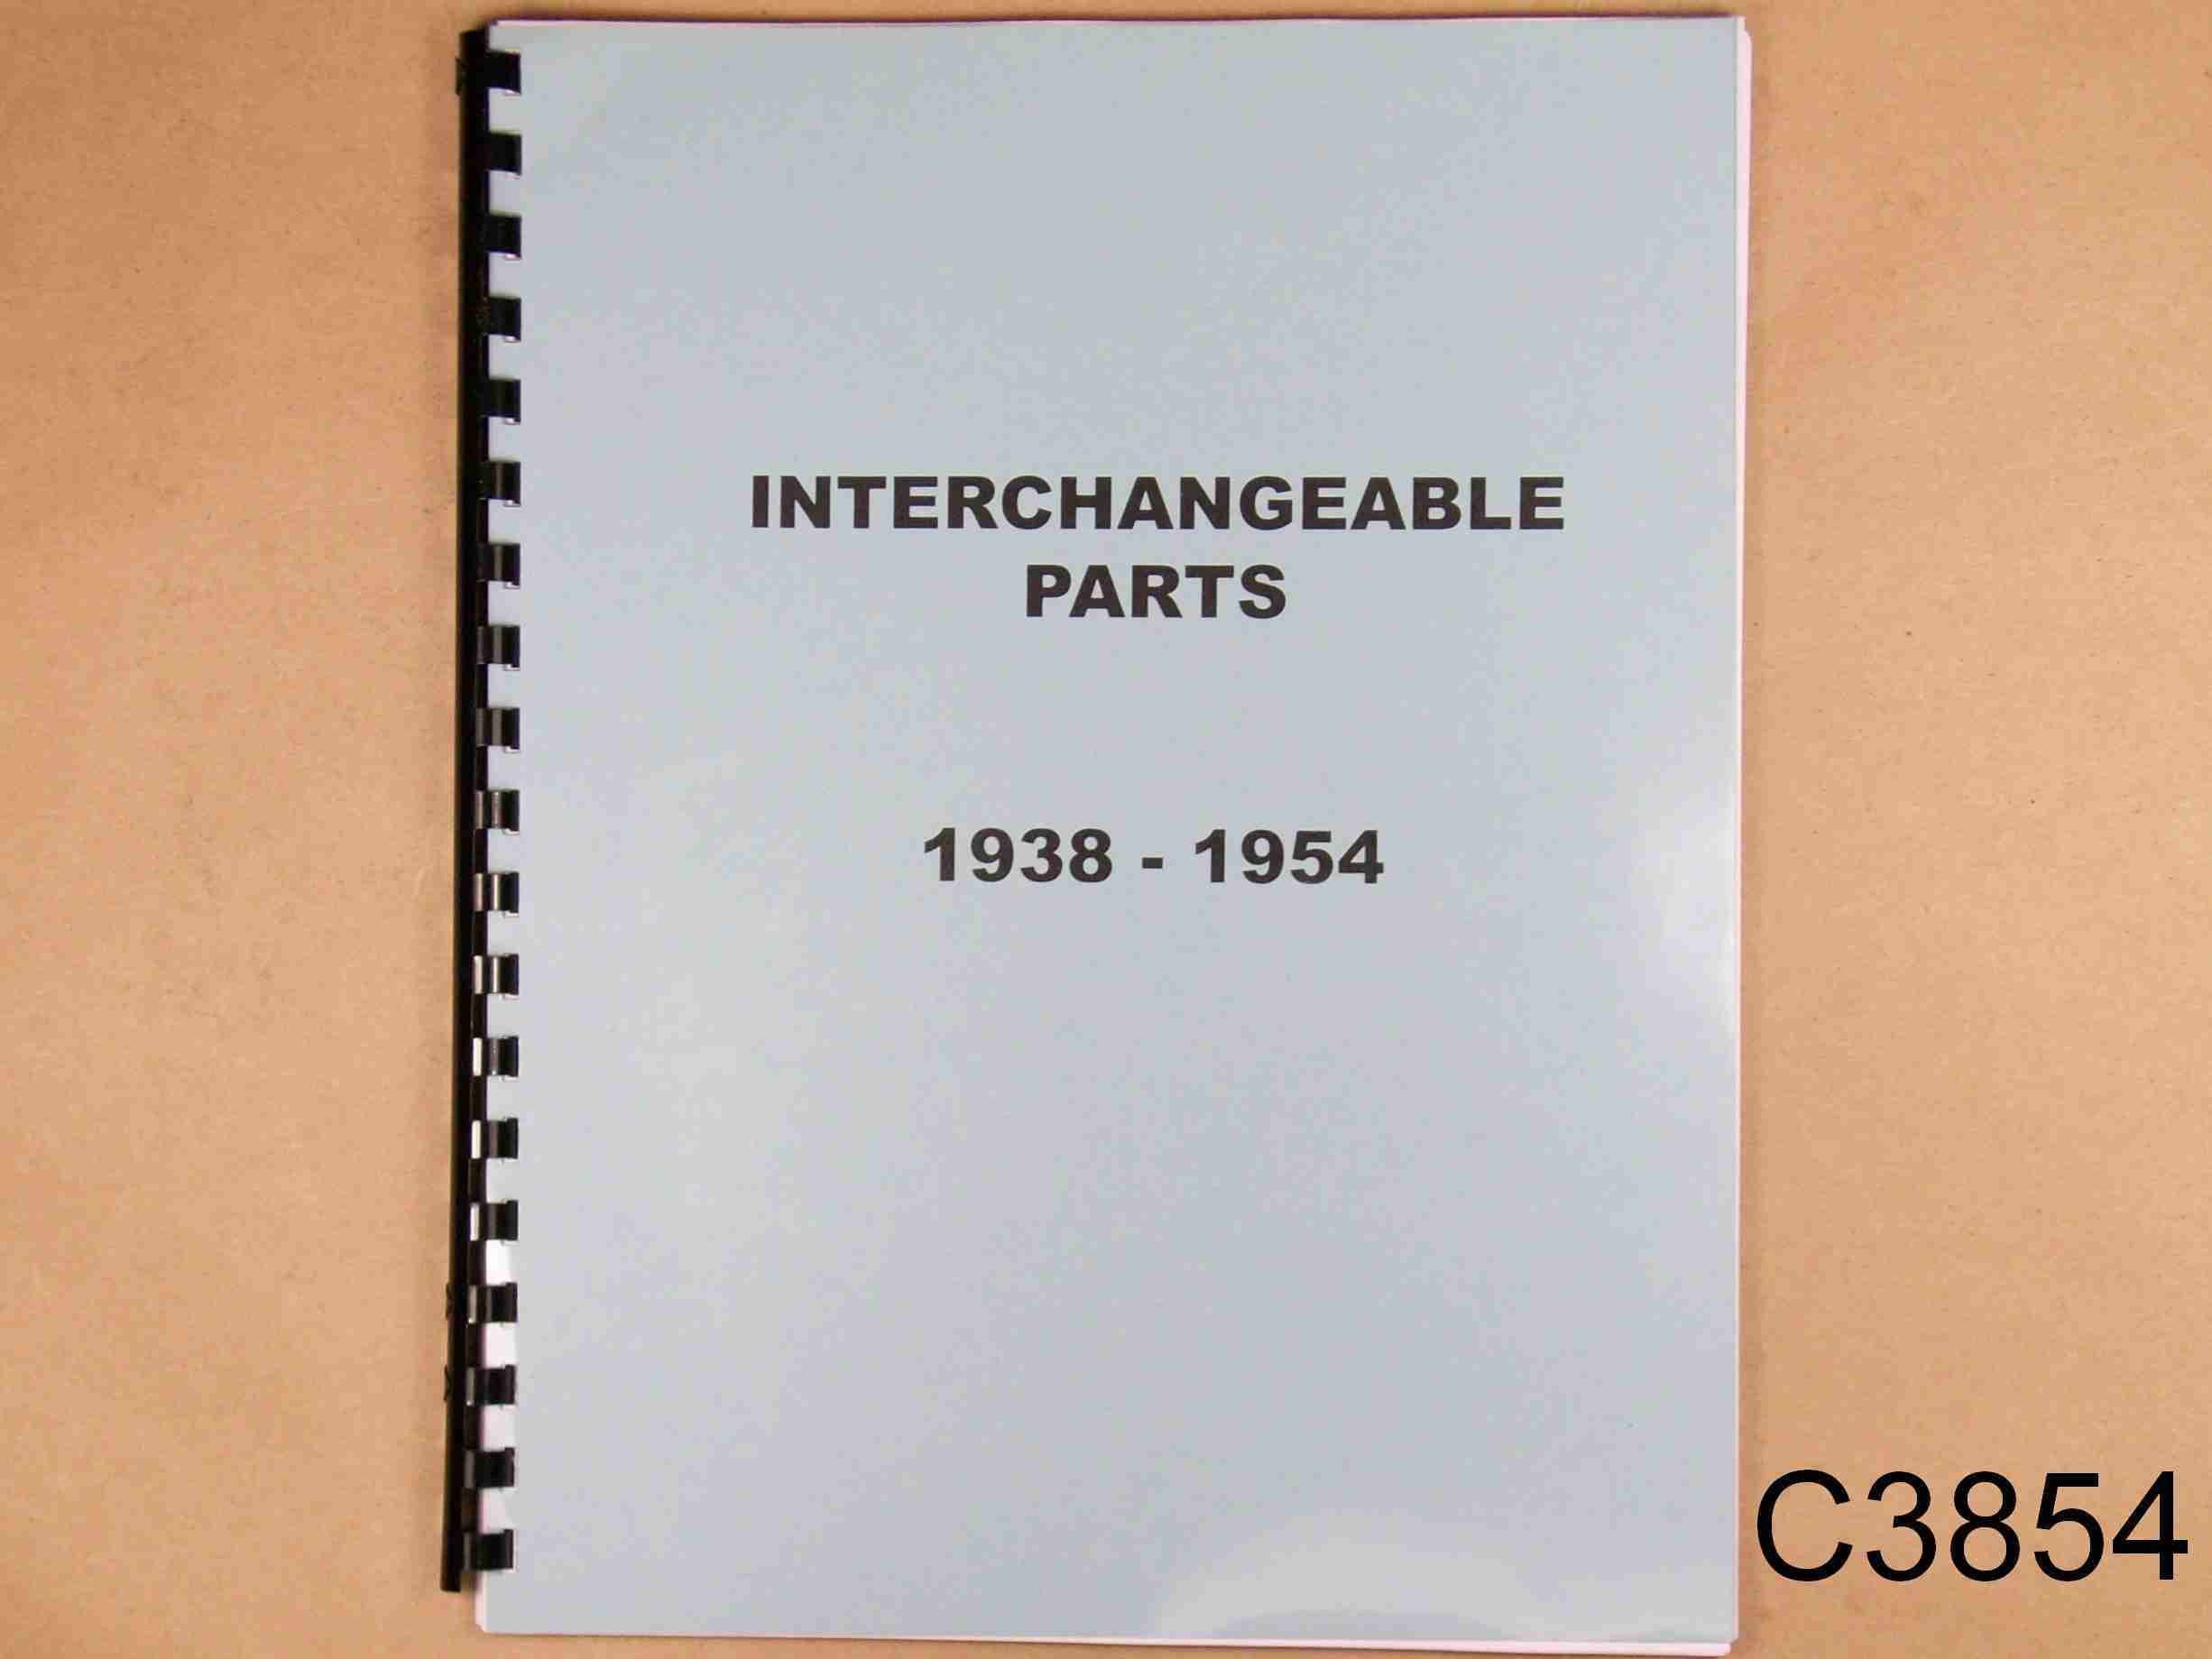 INTERCHANGEABLE
PARTS
1938 - 1954
C3854